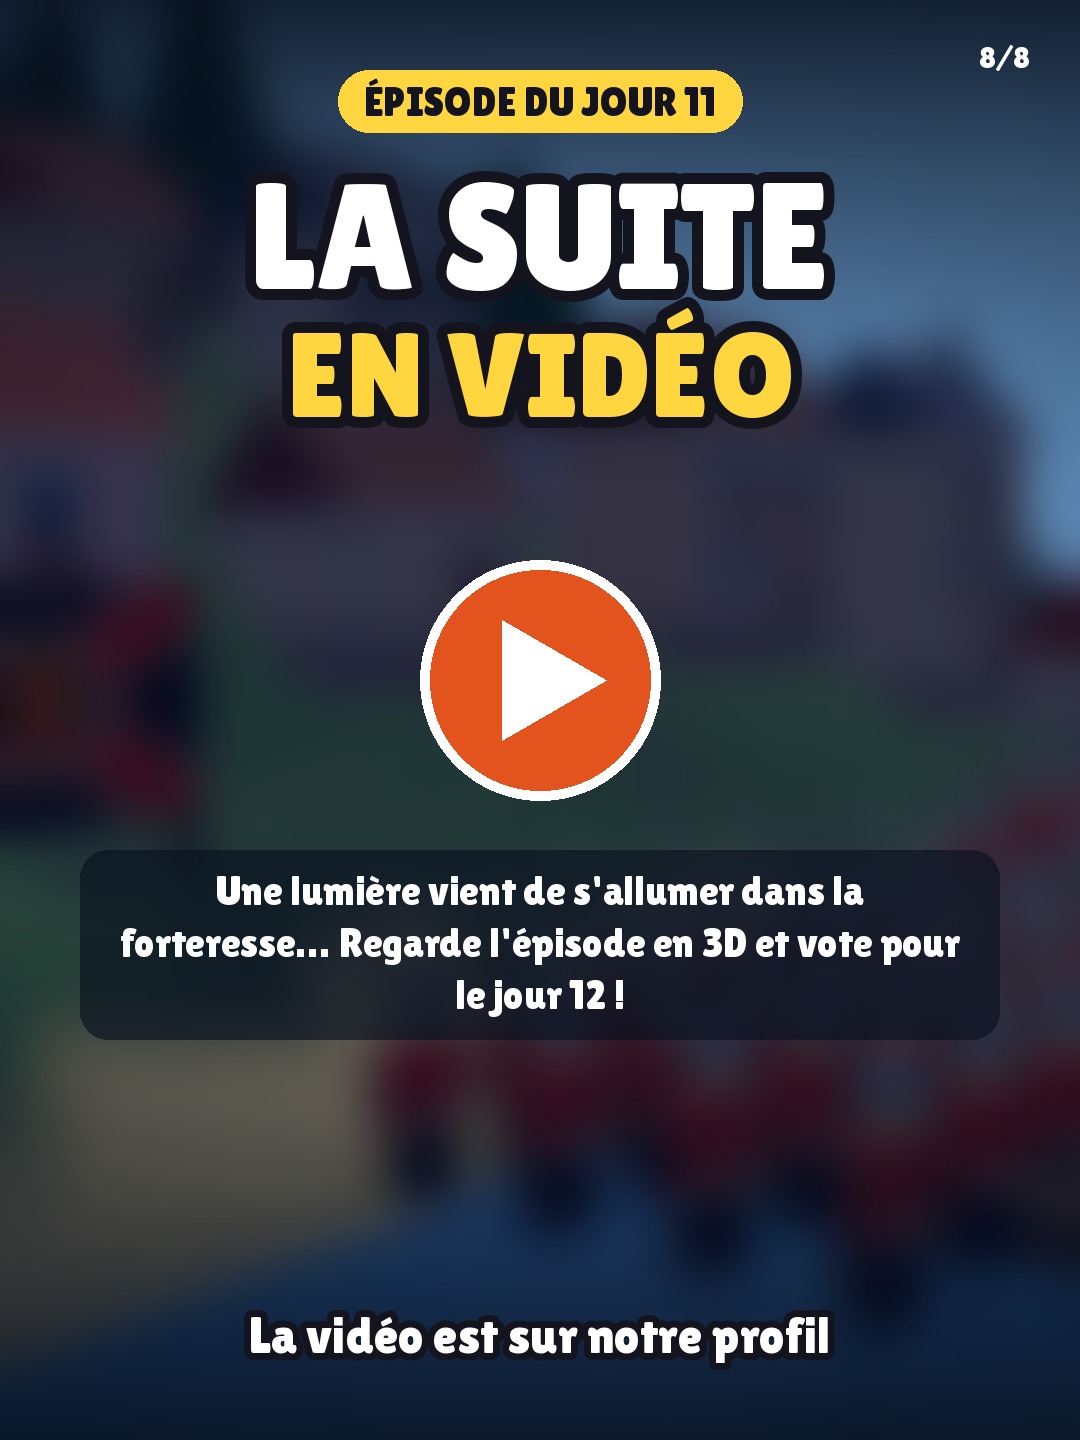 8/8
ÉPISODE DU JOUR 11
LA SUITE
EN VIDÉO
Une lumière vient de s'allumer dans la
forteresse... Regarde l'épisode en 3D et vote pour
le jour 12 !
La vidéo est sur notre profil